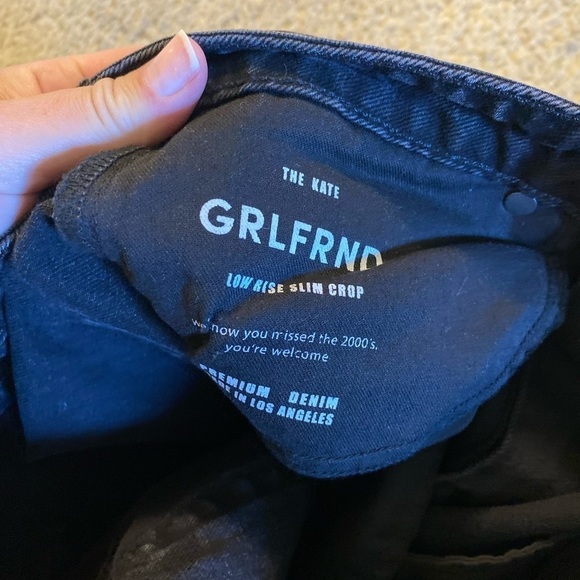 THE KATE
GRLFRND
LOW RISE SLIM CROP
we now you missed the 2000's.
you're welcome
PREMIUM DENIM
IN LOS ANGELES